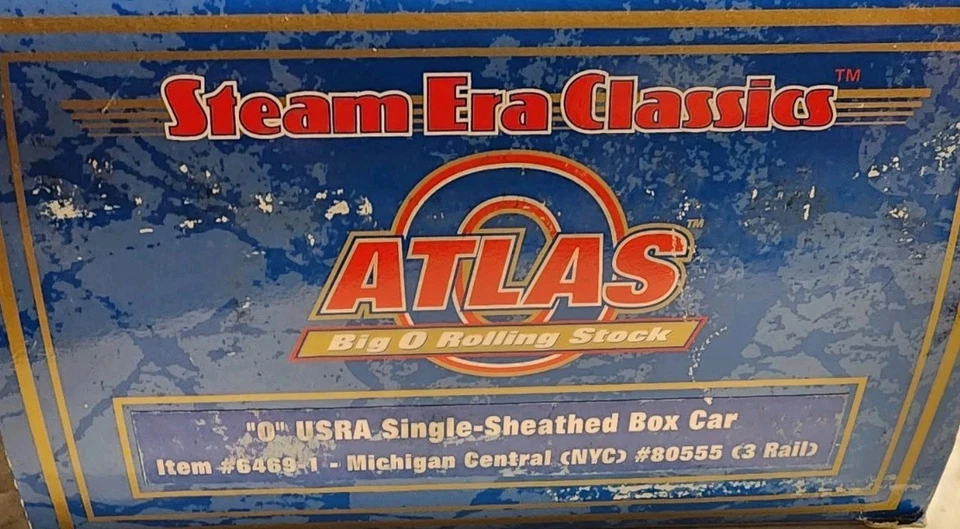 Steam Era Classics™
ATLAS™
Big O Rolling Stock
"O" USRA Single-Sheathed Box Car
Item #6469-1 - Michigan Central (NYC) #80555 (3 Rail)